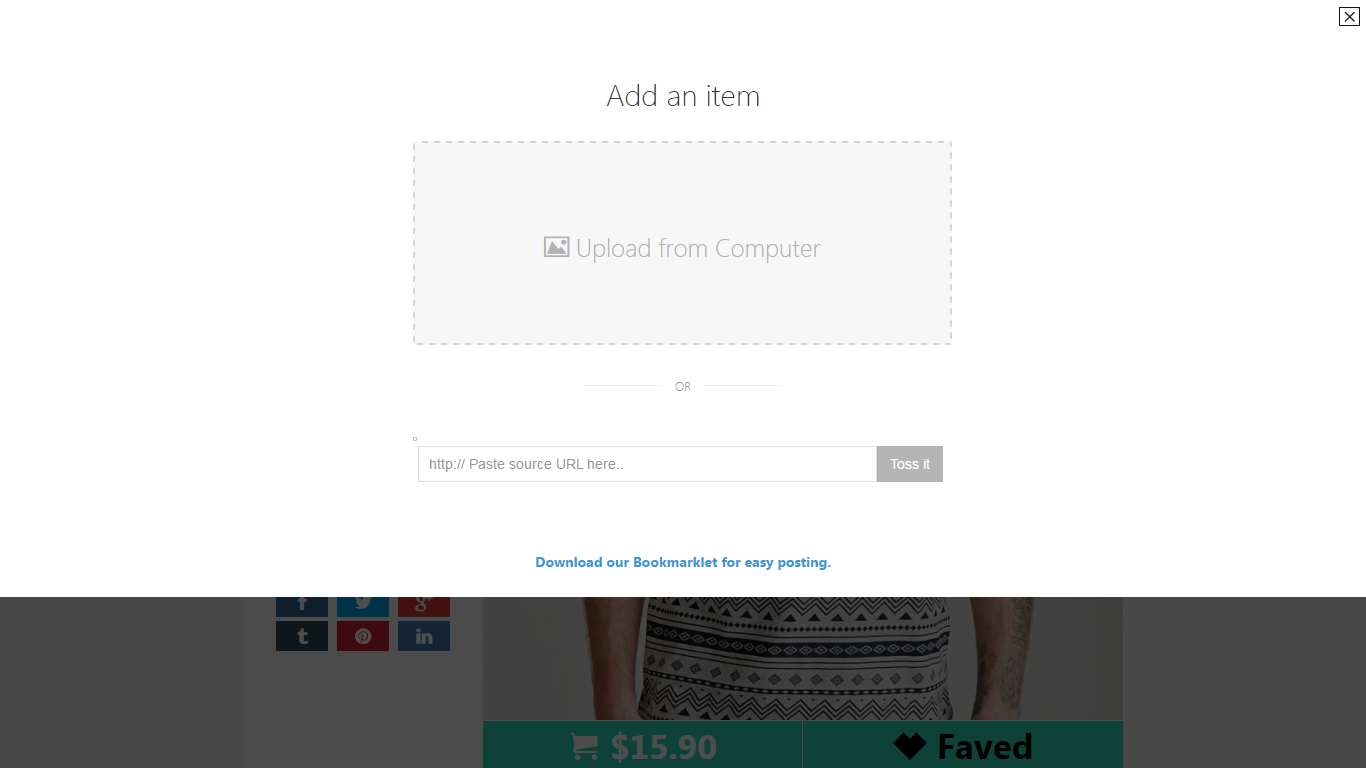 Add an item
Upload from Computer
OR
http:// Paste source URL here..
Toss it
Download our Bookmarklet for easy posting.
f
g+
t
in
$15.90
Faved